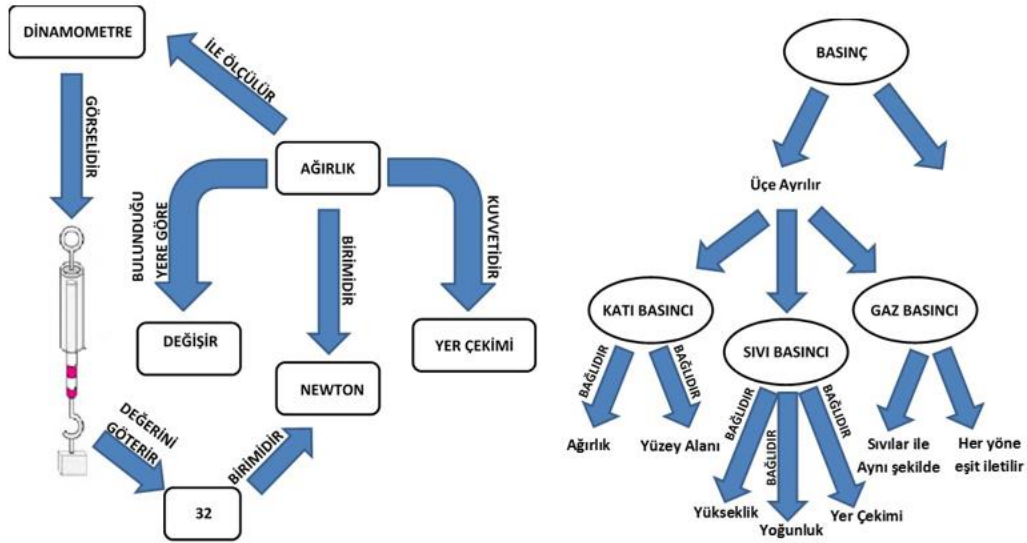 DİNAMOMETRE
İLE ÖLÇÜLÜR
GÖRSELİDİR
AĞIRLIK
BULUNDUĞU
YERE GÖRE
BİRİMİDİR
KUVVETİDİR
DEĞİŞİR
NEWTON
YER ÇEKİMİ
DEĞERİNİ
GÖTERİR
BİRİMİDİR
32
BASINÇ
Üçe Ayrılır
KATI BASINCI
SIVI BASINCI
GAZ BASINCI
BAĞLIDIR
BAĞLIDIR
Ağırlık
Yüzey Alanı
BAĞLIDIR
BAĞLIDIR
BAĞLIDIR
Yükseklik
Yoğunluk
Yer Çekimi
Sıvılar ile
Aynı şekilde
Her yöne
eşit iletilir